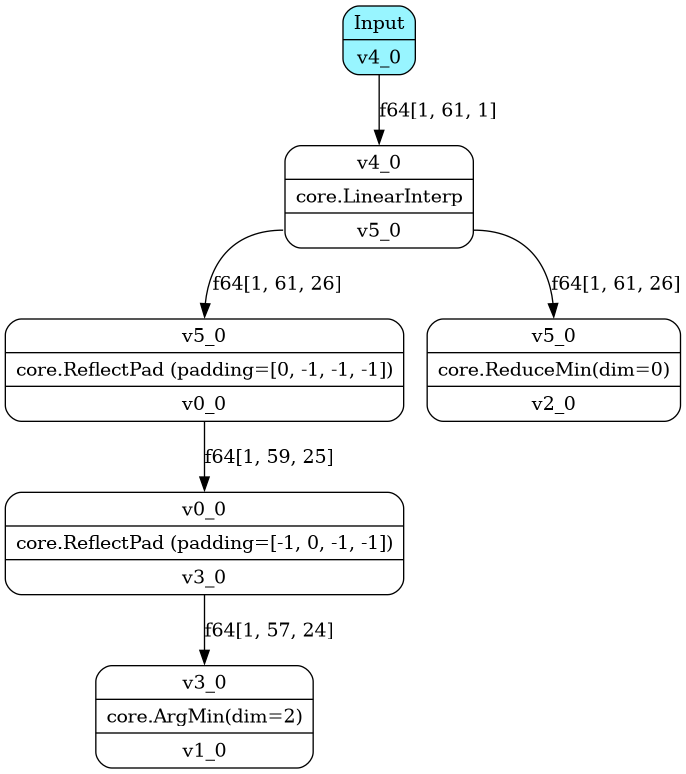 Input
v4_0
f64[1, 61, 1]
v4_0
core.LinearInterp
v5_0
f64[1, 61, 26]
f64[1, 61, 26]
v5_0
core.ReflectPad (padding=[0, -1, -1, -1])
v0_0
v5_0
core.ReduceMin(dim=0)
v2_0
f64[1, 59, 25]
v0_0
core.ReflectPad (padding=[-1, 0, -1, -1])
v3_0
f64[1, 57, 24]
v3_0
core.ArgMin(dim=2)
v1_0